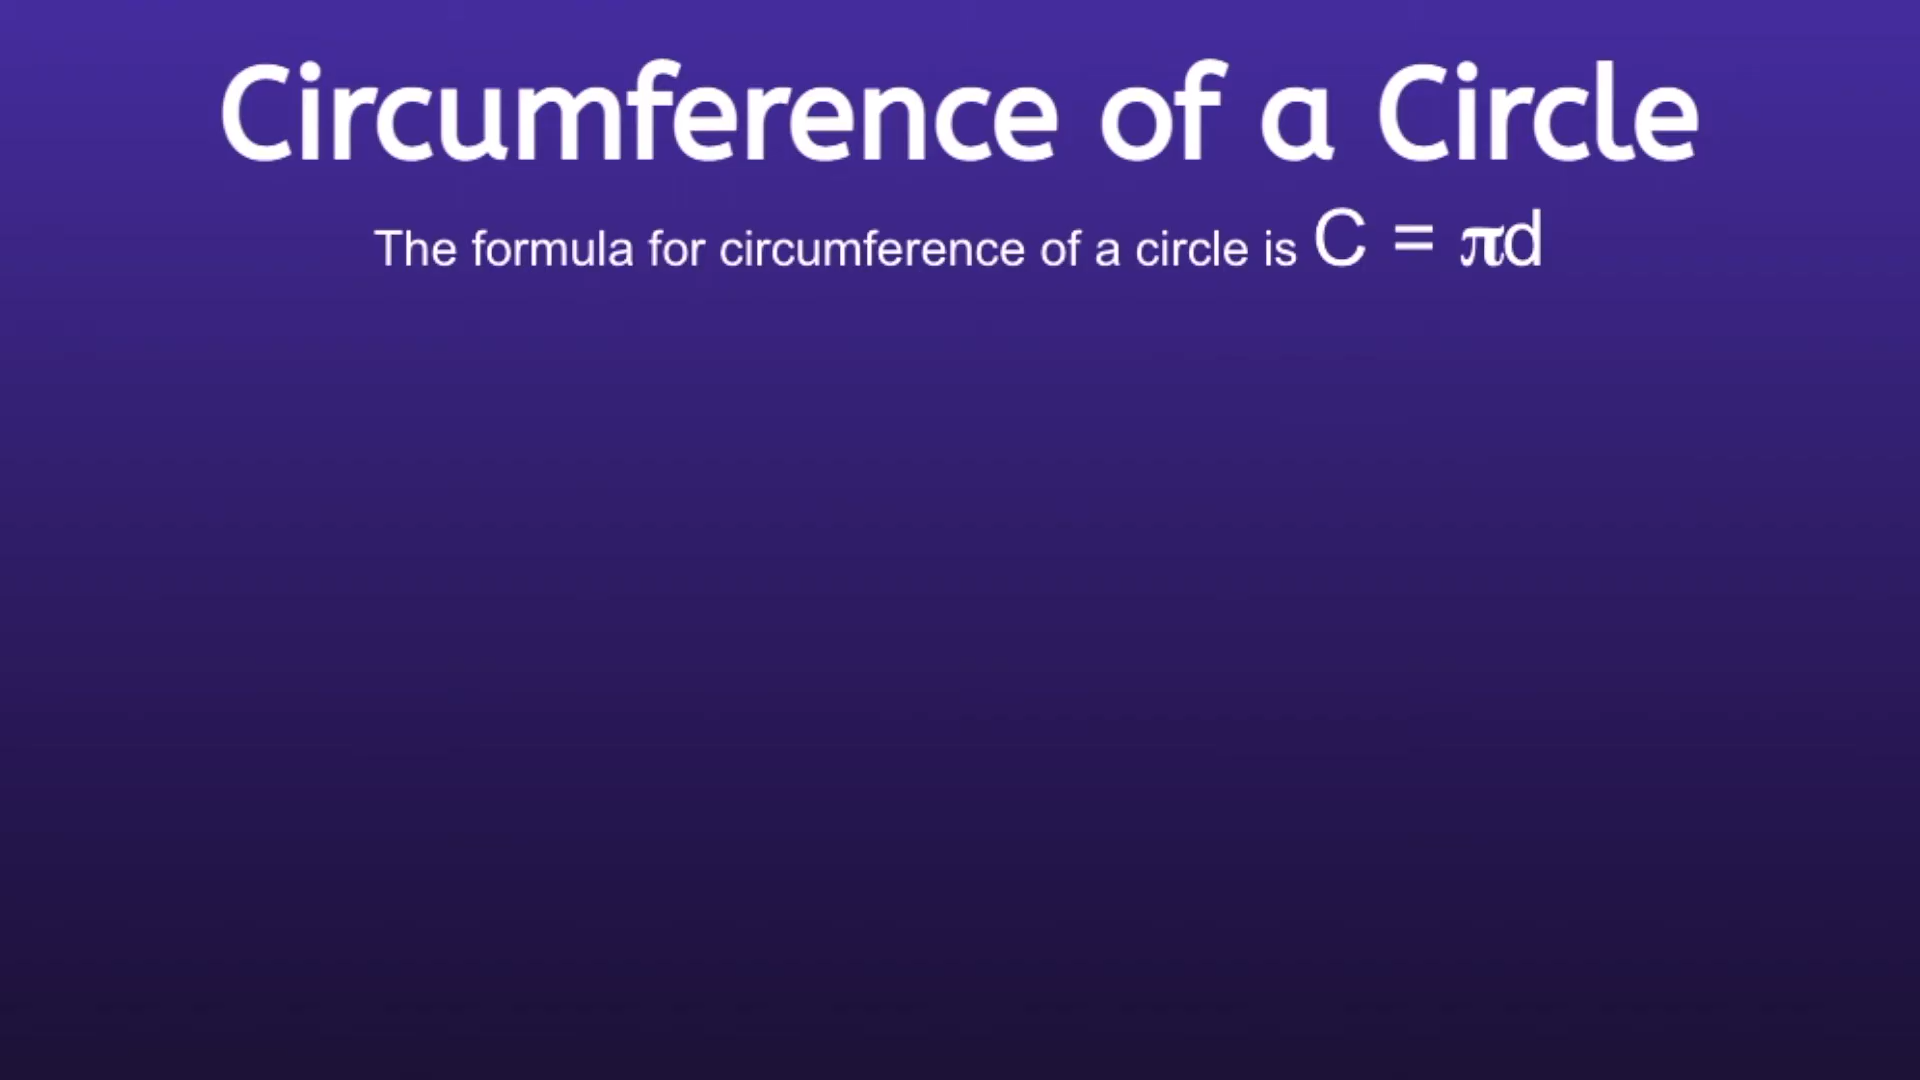 Circumference of a Circle
The formula for circumference of a circle is C = πd